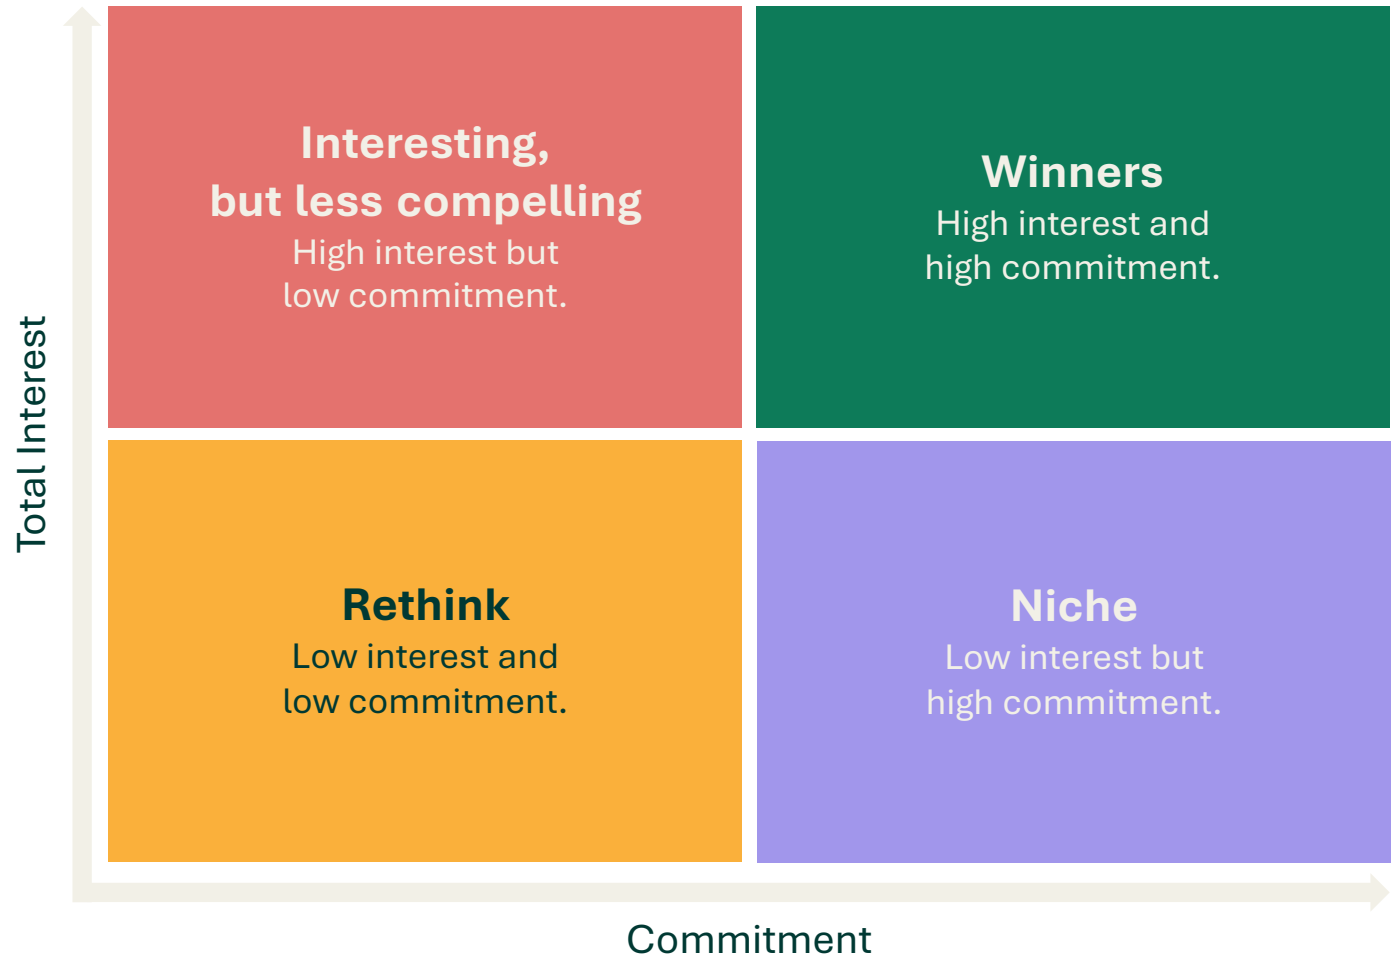 Total Interest
Interesting,
but less compelling
High interest but
low commitment.
Winners
High interest and
high commitment.
Rethink
Low interest and
low commitment.
Niche
Low interest but
high commitment.
Commitment